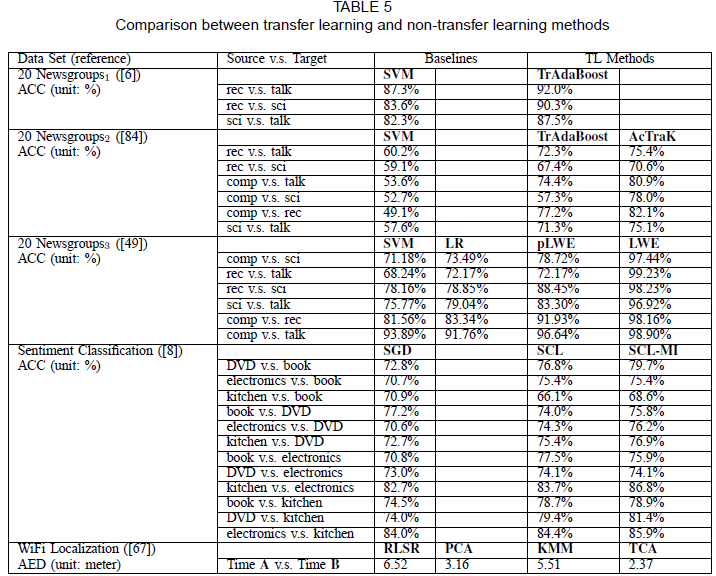 TABLE 5
Comparison between transfer learning and non-transfer learning methods
Data Set (reference) Source v.s. Target Baselines TL Methods
20 Newsgroups₁ ([6]) SVM TrAdaBoost
ACC (unit: %) rec v.s. talk 87.3% 92.0%
rec v.s. sci 83.6% 90.3%
sci v.s. talk 82.3% 87.5%
20 Newsgroups₂ ([84]) SVM TrAdaBoost AcTraK
ACC (unit: %) rec v.s. talk 60.2% 72.3% 75.4%
rec v.s. sci 59.1% 67.4% 70.6%
comp v.s. talk 53.6% 74.4% 80.9%
comp v.s. sci 52.7% 57.3% 78.0%
comp v.s. rec 49.1% 77.2% 82.1%
sci v.s. talk 57.6% 71.3% 75.1%
20 Newsgroups₃ ([49]) SVM LR pLWE LWE
ACC (unit: %) comp v.s. sci 71.18% 73.49% 78.72% 97.44%
rec v.s. talk 68.24% 72.17% 72.17% 99.23%
rec v.s. sci 78.16% 78.85% 88.45% 98.23%
sci v.s. talk 75.77% 79.04% 83.30% 96.92%
comp v.s. rec 81.56% 83.34% 91.93% 98.16%
comp v.s. talk 93.89% 91.76% 96.64% 98.90%
Sentiment Classification ([8]) SGD SCL SCL-MI
ACC (unit: %) DVD v.s. book 72.8% 76.8% 79.7%
electronics v.s. book 70.7% 75.4% 75.4%
kitchen v.s. book 70.9% 66.1% 68.6%
book v.s. DVD 77.2% 74.0% 75.8%
electronics v.s. DVD 70.6% 74.3% 76.2%
kitchen v.s. DVD 72.7% 75.4% 76.9%
book v.s. electronics 70.8% 77.5% 75.9%
DVD v.s. electronics 73.0% 74.1% 74.1%
kitchen v.s. electronics 82.7% 83.7% 86.8%
book v.s. kitchen 74.5% 78.7% 78.9%
DVD v.s. kitchen 74.0% 79.4% 81.4%
electronics v.s. kitchen 84.0% 84.4% 85.9%
WiFi Localization ([67]) RLSR PCA KMM TCA
AED (unit: meter) Time A v.s. Time B 6.52 3.16 5.51 2.37